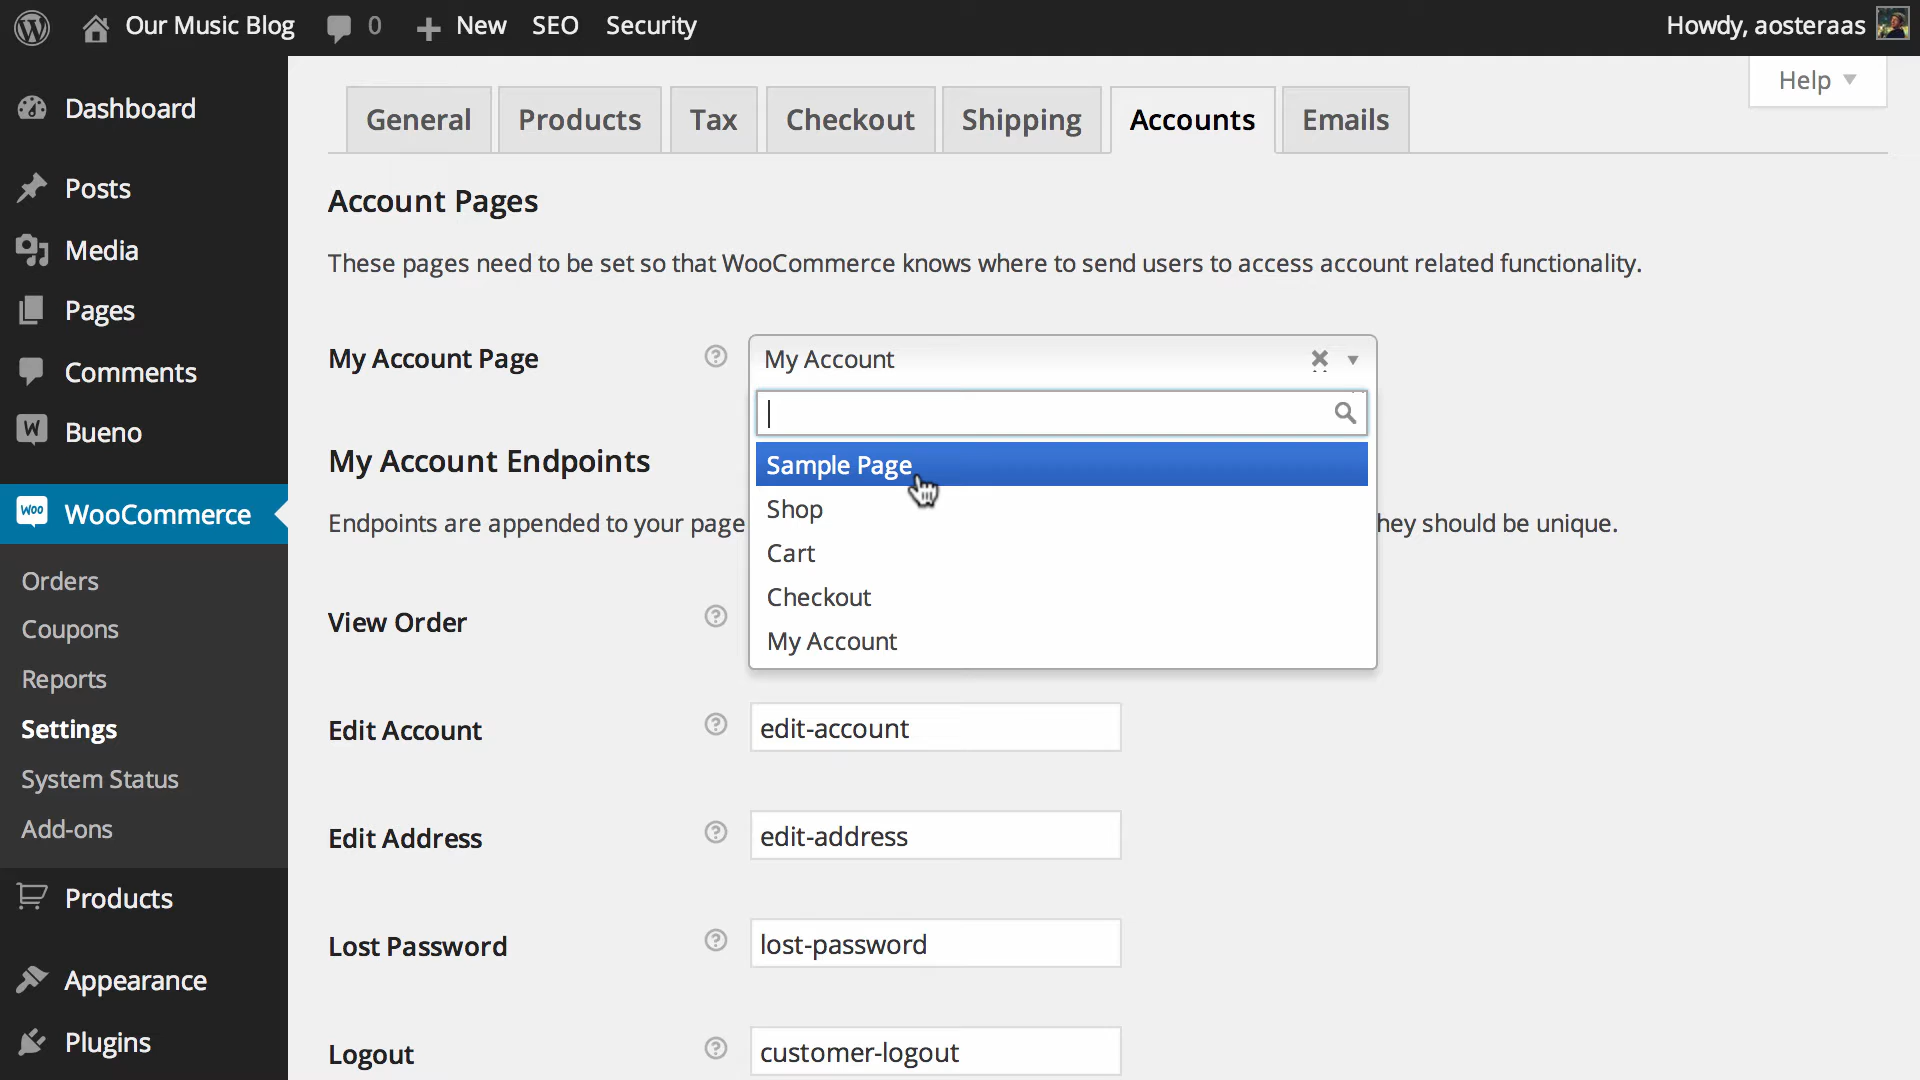 Our Music Blog 0 New SEO Security Howdy, aosteraas
Help
Dashboard
Posts
Media
Pages
Comments
Bueno
WooCommerce
Orders
Coupons
Reports
Settings
System Status
Add-ons
Products
Appearance
Plugins
General Products Tax Checkout Shipping Accounts Emails
Account Pages
These pages need to be set so that WooCommerce knows where to send users to access account related functionality.
My Account Page My Account
Sample Page
Shop
Cart
Checkout
My Account
My Account Endpoints
Endpoints are appended to your page hey should be unique.
View Order
Edit Account edit-account
Edit Address edit-address
Lost Password lost-password
Logout customer-logout